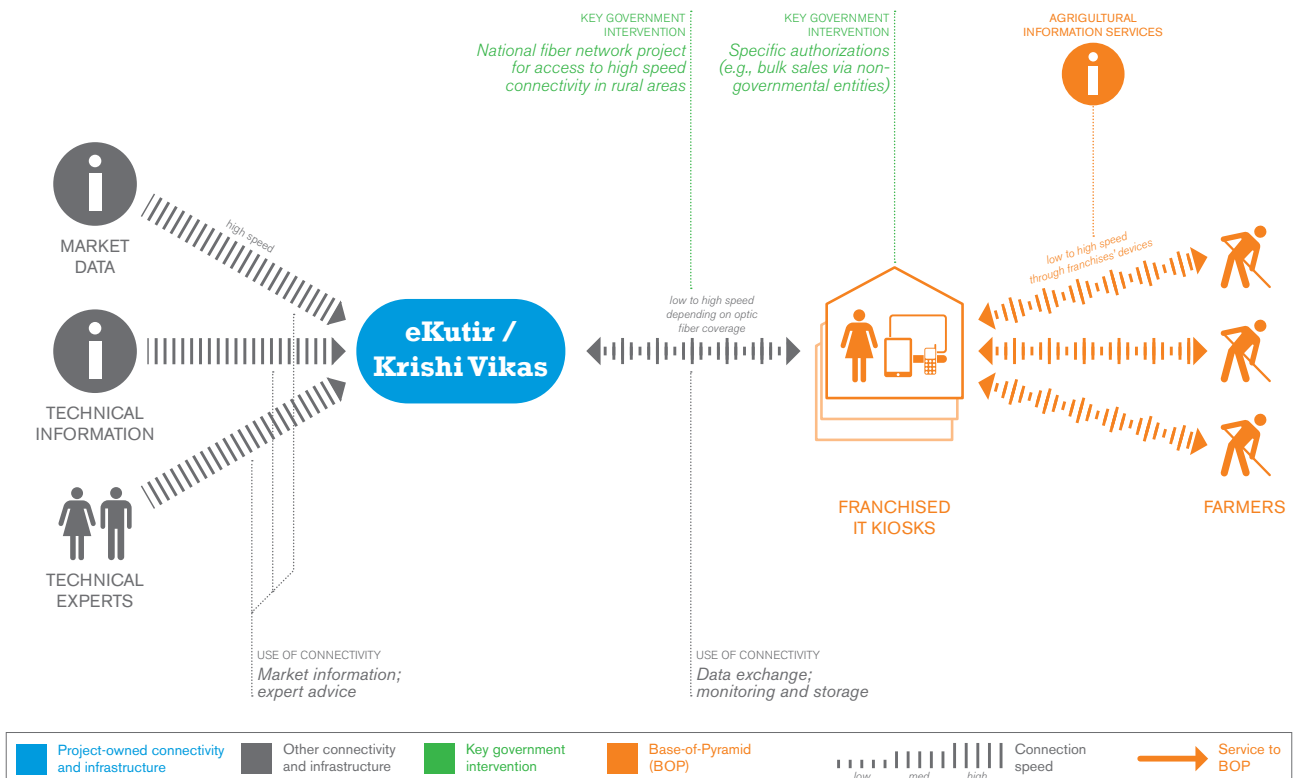 KEY GOVERNMENT
INTERVENTION
National fiber network project
for access to high speed
connectivity in rural areas
KEY GOVERNMENT
INTERVENTION
Specific authorizations
(e.g., bulk sales via non-
governmental entities)
AGRIGULTURAL
INFORMATION SERVICES
MARKET
DATA
high speed
TECHNICAL
INFORMATION
TECHNICAL
EXPERTS
eKutir /
Krishi Vikas
low to high speed
depending on optic
fiber coverage
low to high speed
through franchises' devices
FRANCHISED
IT KIOSKS
FARMERS
USE OF CONNECTIVITY
Market information;
expert advice
USE OF CONNECTIVITY
Data exchange;
monitoring and storage
Project-owned connectivity
and infrastructure
Other connectivity
and infrastructure
Key government
intervention
Base-of-Pyramid
(BOP)
low med high
Connection
speed
Service to
BOP